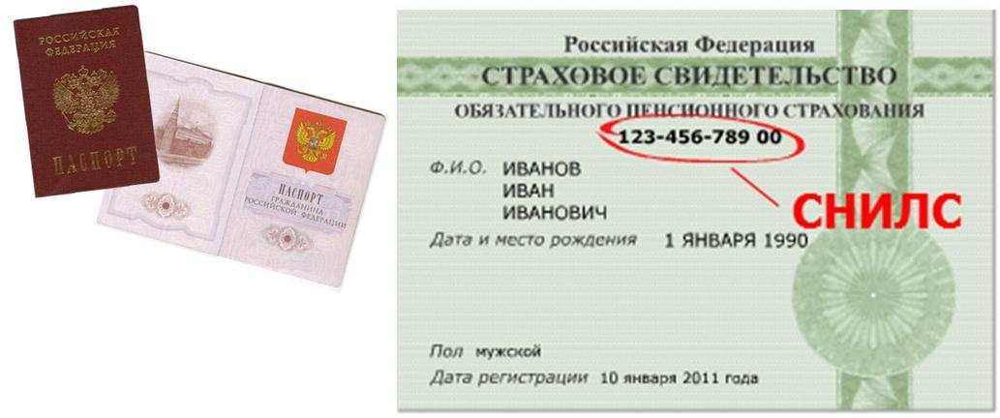 РОССИЙСКАЯ
ФЕДЕРАЦИЯ
ПАСПОРТ
ПАСПОРТ
ГРАЖДАНИНА
РОССИЙСКОЙ ФЕДЕРАЦИИ
Российская Федерация
СТРАХОВОЕ СВИДЕТЕЛЬСТВО
ОБЯЗАТЕЛЬНОГО ПЕНСИОННОГО СТРАХОВАНИЯ
123-456-789 00
Ф.И.О. ИВАНОВ
ИВАН
ИВАНОВИЧ
СНИЛС
Дата и место рождения 1 ЯНВАРЯ 1990
Пол мужской
Дата регистрации 10 января 2011 года